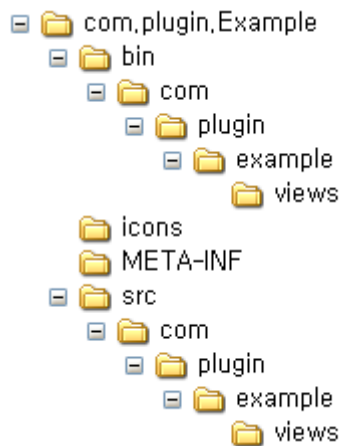 com.plugin.Example
bin
com
plugin
example
views
icons
META-INF
src
com
plugin
example
views